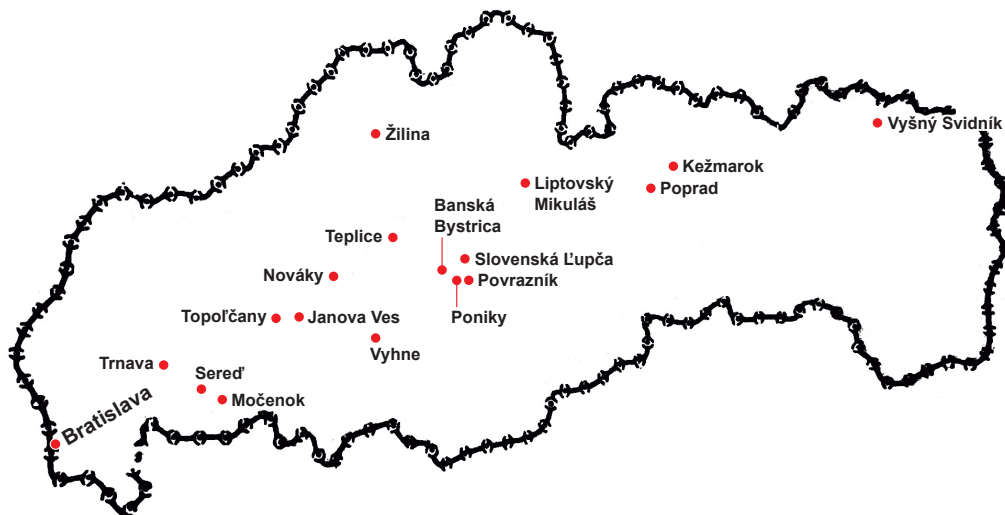 Žilina
Vyšný Svidník
Kežmarok
Poprad
Liptovský
Mikuláš
Banská
Bystrica
Teplice
Slovenská Ľupča
Nováky
Povrazník
Poniky
Topoľčany
Janova Ves
Vyhne
Trnava
Sereď
Močenok
Bratislava